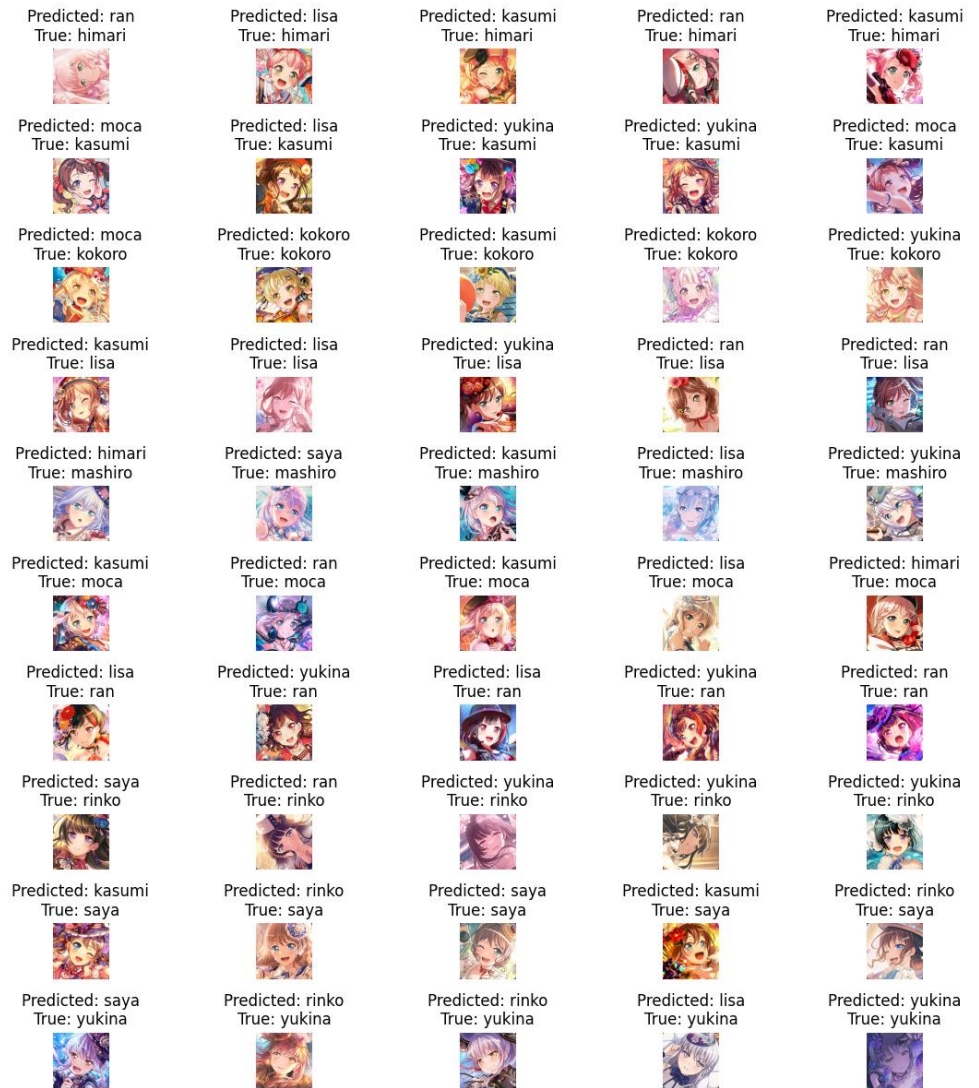 Predicted: ran
True: himari
Predicted: lisa
True: himari
Predicted: kasumi
True: himari
Predicted: ran
True: himari
Predicted: kasumi
True: himari
Predicted: moca
True: kasumi
Predicted: lisa
True: kasumi
Predicted: yukina
True: kasumi
Predicted: yukina
True: kasumi
Predicted: moca
True: kasumi
Predicted: moca
True: kokoro
Predicted: kokoro
True: kokoro
Predicted: kasumi
True: kokoro
Predicted: kokoro
True: kokoro
Predicted: yukina
True: kokoro
Predicted: kasumi
True: lisa
Predicted: lisa
True: lisa
Predicted: yukina
True: lisa
Predicted: ran
True: lisa
Predicted: ran
True: lisa
Predicted: himari
True: mashiro
Predicted: saya
True: mashiro
Predicted: kasumi
True: mashiro
Predicted: lisa
True: mashiro
Predicted: yukina
True: mashiro
Predicted: kasumi
True: moca
Predicted: ran
True: moca
Predicted: kasumi
True: moca
Predicted: lisa
True: moca
Predicted: himari
True: moca
Predicted: lisa
True: ran
Predicted: yukina
True: ran
Predicted: lisa
True: ran
Predicted: yukina
True: ran
Predicted: ran
True: ran
Predicted: saya
True: rinko
Predicted: ran
True: rinko
Predicted: yukina
True: rinko
Predicted: yukina
True: rinko
Predicted: yukina
True: rinko
Predicted: kasumi
True: saya
Predicted: rinko
True: saya
Predicted: saya
True: saya
Predicted: kasumi
True: saya
Predicted: rinko
True: saya
Predicted: saya
True: yukina
Predicted: rinko
True: yukina
Predicted: rinko
True: yukina
Predicted: lisa
True: yukina
Predicted: yukina
True: yukina